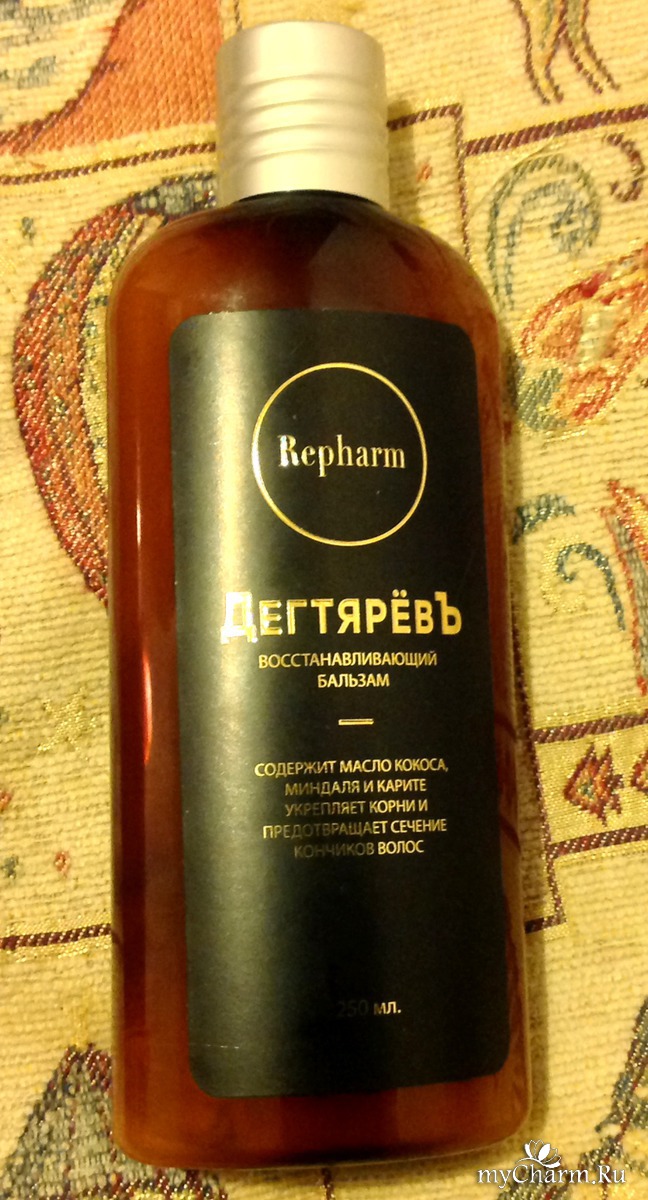 Repharm
ДЕГТЯРЁВЪ
ВОССТАНАВЛИВАЮЩИЙ
БАЛЬЗАМ
СОДЕРЖИТ МАСЛО КОКОСА,
МИНДАЛЯ И КАРИТЕ
УКРЕПЛЯЕТ КОРНИ И
ПРЕДОТВРАЩАЕТ СЕЧЕНИЕ
КОНЧИКОВ ВОЛОС
250 МЛ.
myCharm.Ru